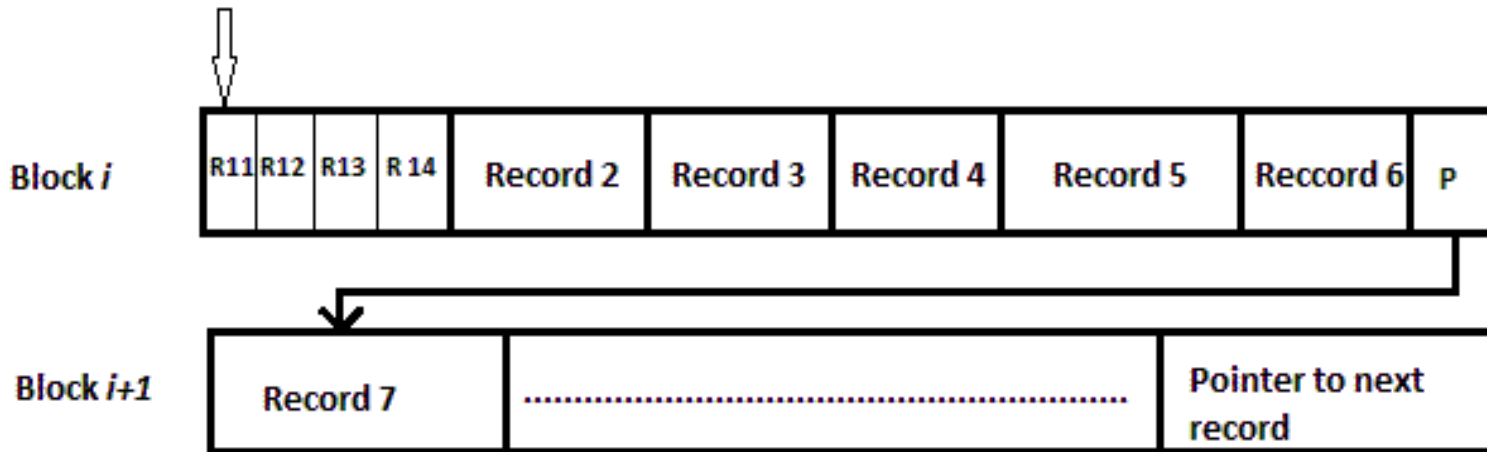 Block i
R11 R12 R13 R 14 Record 2 Record 3 Record 4 Record 5 Reccord 6 P
Block i+1
Record 7 ........................................................... Pointer to next
record